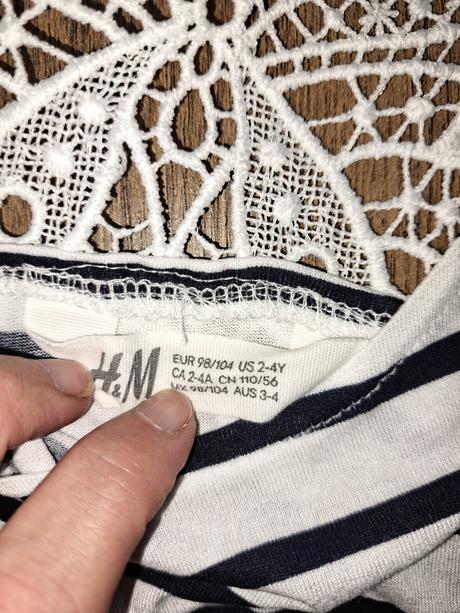 H&M
EUR 98/104 US 2-4Y
CA 2-4A CN 110/56
MX 98/104 AUS 3-4